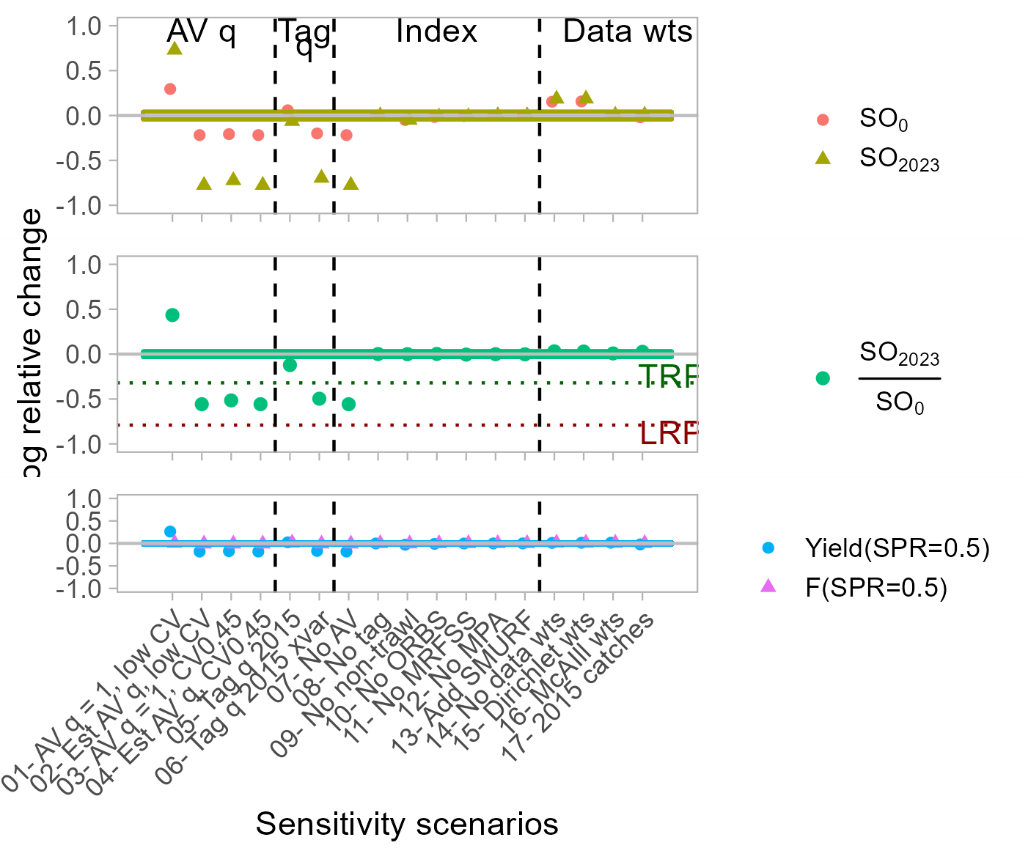 AV q
Tag
q
Index
Data wts
1.0
0.5
0.0
-0.5
-1.0
SO0
SO2023
og relative change
1.0
0.5
0.0
-0.5
-1.0
TRP
LRP
SO2023
SO0
1.0
0.5
0.0
-0.5
-1.0
Yield(SPR=0.5)
F(SPR=0.5)
01- AV q = 1, low CV
02- Est AV q, low CV
03- AV q = 1, CV0.45
04- Est AV q, CV0.45
05- Tag q 2015
06- Tag q 2015 xvar
07- No AV
08- No tag
09- No non-trawl
10- No ORBS
11- No MRFSS
12- No MPA
13- Add SMURF
14- No data wts
15- Dirichlet wts
16- McAlli wts
17- 2015 catches
Sensitivity scenarios